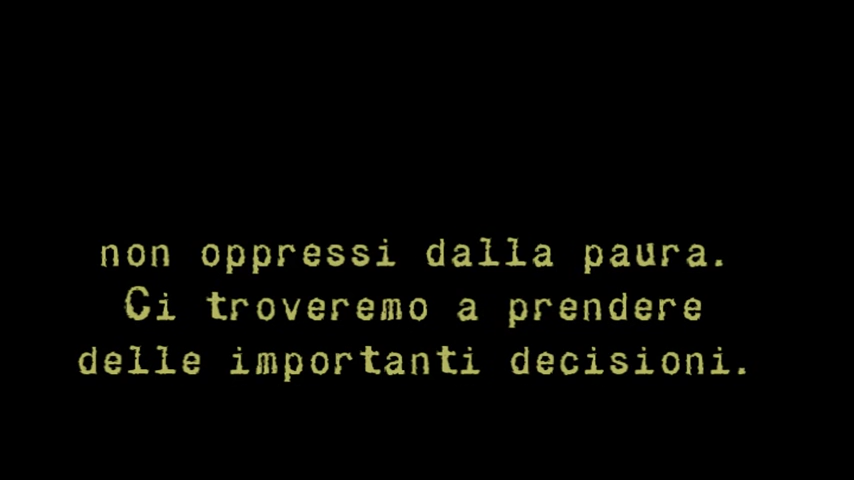 non oppressi dalla paura.
Ci troveremo a prendere
delle importanti decisioni.